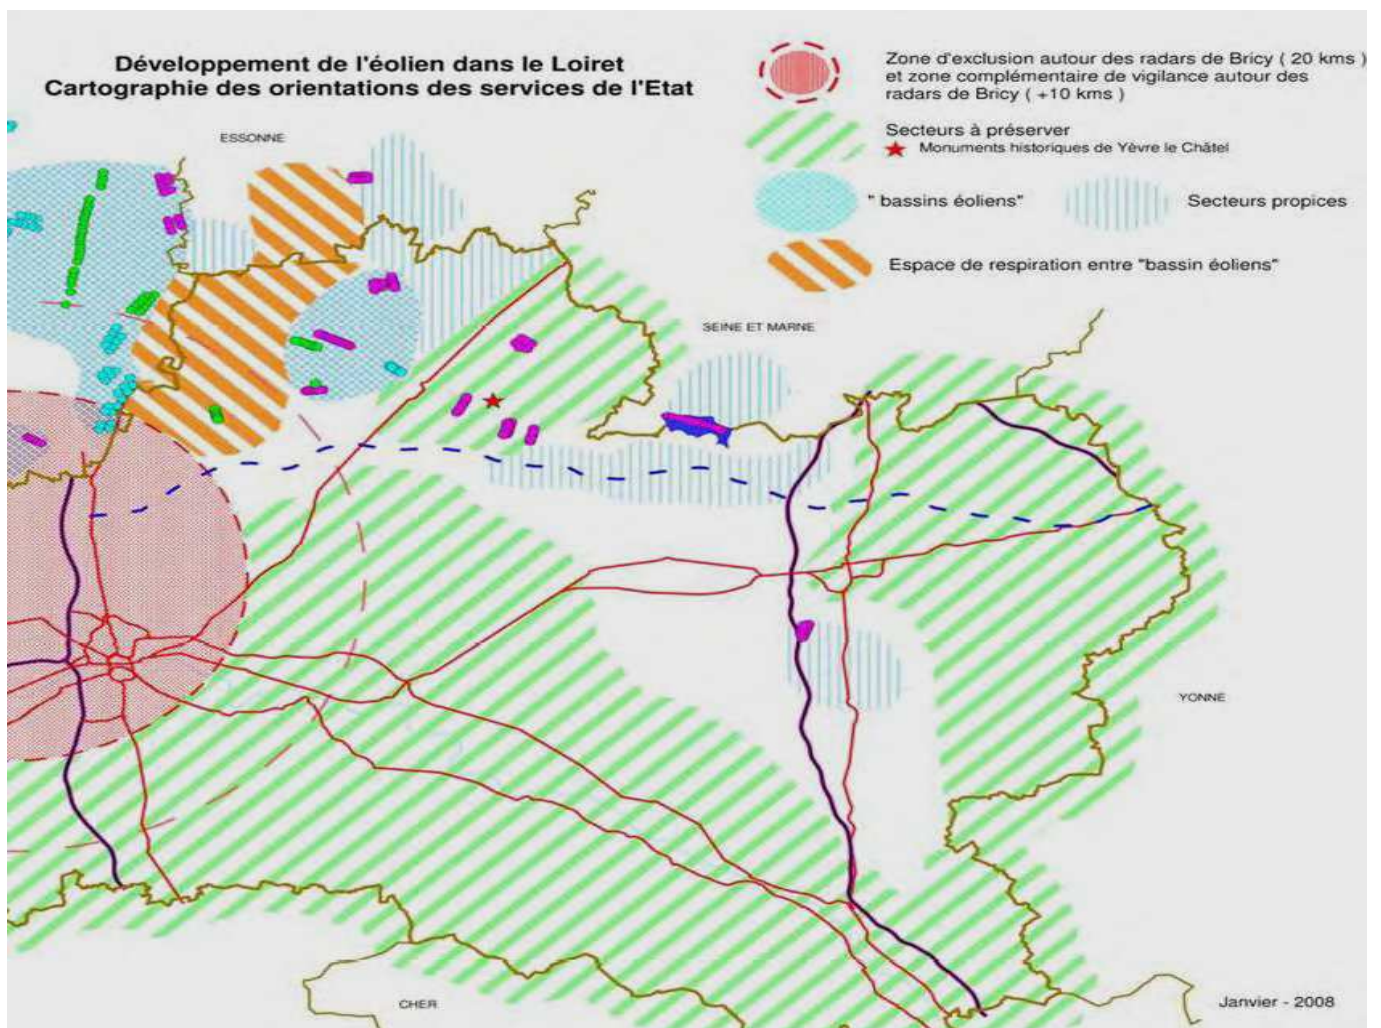 Développement de l'éolien dans le Loiret
Cartographie des orientations des services de l'Etat
Zone d'exclusion autour des radars de Bricy ( 20 kms )
et zone complémentaire de vigilance autour des
radars de Bricy ( +10 kms )
Secteurs à préserver
Monuments historiques de Yèvre le Châtel
" bassins éoliens"
Secteurs propices
Espace de respiration entre "bassin éoliens"
ESSONNE
SEINE ET MARNE
YONNE
CHER
Janvier - 2008